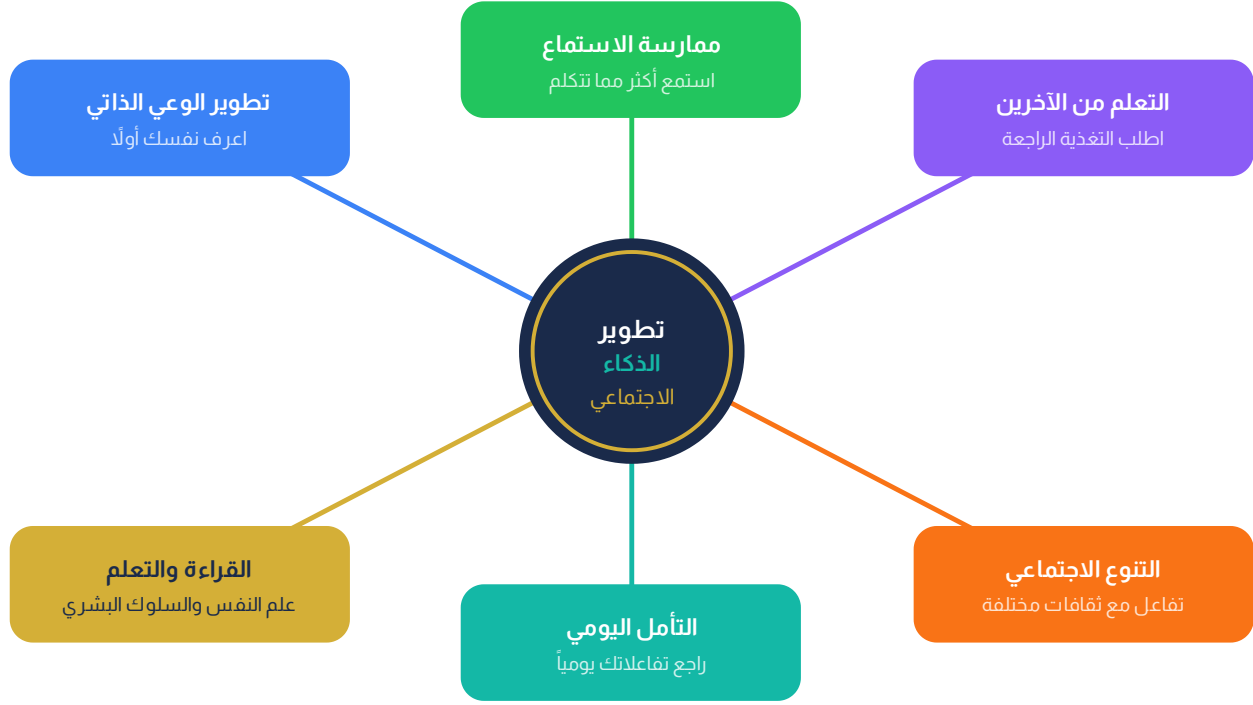 ممارسة الاستماع
استمع أكثر مما تتكلم
التعلم من الآخرين
اطلب التغذية الراجعة
تطوير الوعي الذاتي
اعرف نفسك أولاً
تطوير
الذكاء
الاجتماعي
التنوع الاجتماعي
تفاعل مع ثقافات مختلفة
القراءة والتعلم
علم النفس والسلوك البشري
التأمل اليومي
راجع تفاعلاتك يومياً